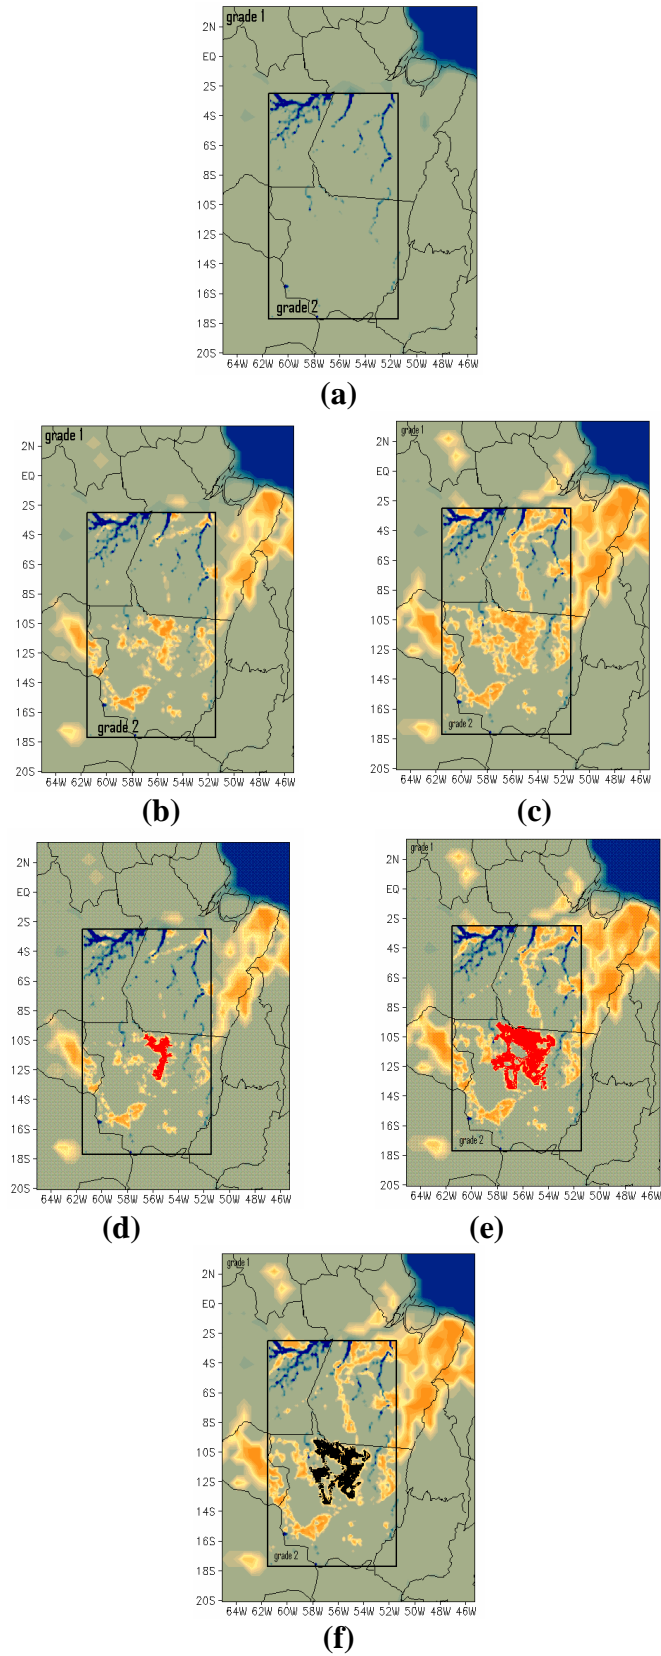 grade 1
2N
EQ
2S
4S
6S
8S
10S
12S
14S
16S
grade 2
18S
20S
64W 62W 60W 58W 56W 54W 52W 50W 48W 46W
(a)
grade 1
2N
EQ
2S
4S
6S
8S
10S
12S
14S
16S
grade 2
18S
20S
64W 62W 60W 58W 56W 54W 52W 50W 48W 46W
(b)
grade 1
2N
EQ
2S
4S
6S
8S
10S
12S
14S
16S
grade 2
18S
20S
64W 62W 60W 58W 56W 54W 52W 50W 48W 46W
(c)
2N
EQ
2S
4S
6S
8S
10S
12S
14S
16S
18S
20S
64W 62W 60W 58W 56W 54W 52W 50W 48W 46W
(d)
grade 1
2N
EQ
2S
4S
6S
8S
10S
12S
14S
16S
grade 2
18S
20S
64W 62W 60W 58W 56W 54W 52W 50W 48W 46W
(e)
grade 1
2N
EQ
2S
4S
6S
8S
10S
12S
14S
16S
grade 2
18S
20S
64W 62W 60W 58W 56W 54W 52W 50W 48W 46W
(f)